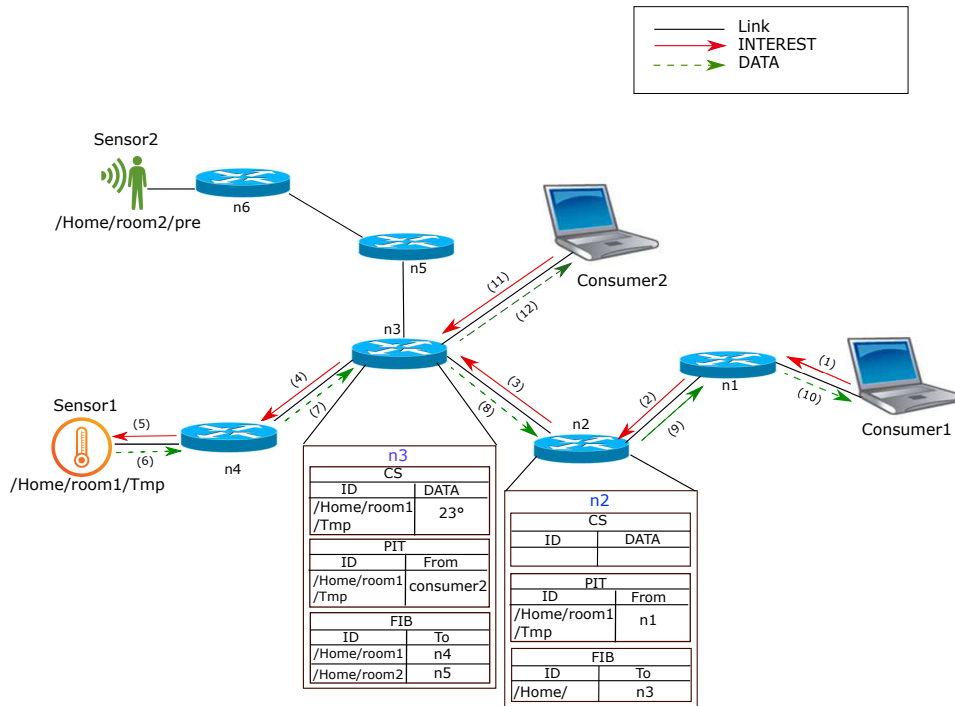 Link
INTEREST
DATA
Sensor2
/Home/room2/pre
n6
n5
Consumer2
(11)
(12)
n3
(4)
(7)
(3)
(8)
n1
(1)
(10)
Consumer1
(2)
(9)
n2
Sensor1
(5)
(6)
n4
/Home/room1/Tmp
n3
CS
ID DATA
/Home/room1 23°
/Tmp
PIT
ID From
/Home/room1 consumer2
/Tmp
FIB
ID To
/Home/room1 n4
/Home/room2 n5
n2
CS
ID DATA
PIT
ID From
/Home/room1 n1
/Tmp
FIB
ID To
/Home/ n3